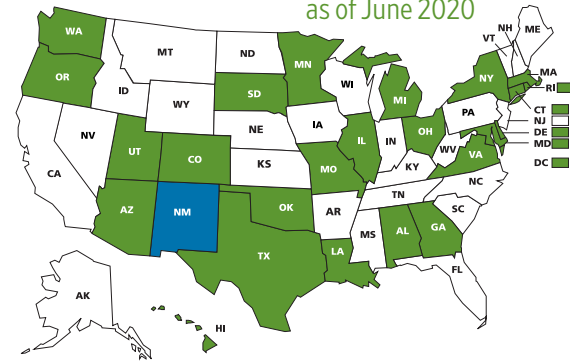 as of June 2020
WA
MT
ND
MN
VT
NH
ME
OR
ID
SD
WI
NY
MA
RI
WY
MI
CT
NJ
DE
MD
DC
NV
NE
IA
PA
IL
IN
OH
UT
CO
KS
MO
WV
VA
KY
CA
NC
TN
AZ
NM
OK
AR
SC
MS
AL
GA
TX
LA
FL
AK
HI